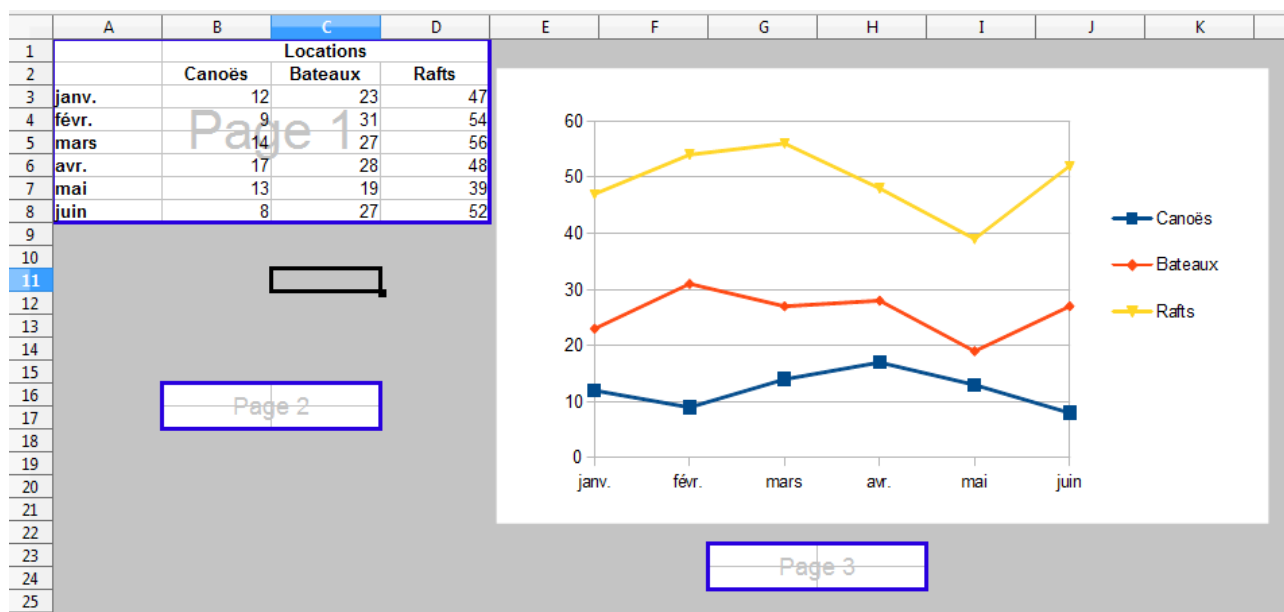 A B C D E F G H I J K
1 Locations
2 Canoës Bateaux Rafts
3 janv. 12 23 47
4 févr. 9 31 54
5 mars 14 27 56
6 avr. 17 28 48
7 mai 13 19 39
8 juin 8 27 52
Page 1
9
10
11
12
13
14
15
16
17
Page 2
18
19
20
21
22
23
24
25
60
50
40
30
20
10
0
janv. févr. mars avr. mai juin
Canoës
Bateaux
Rafts
Page 3